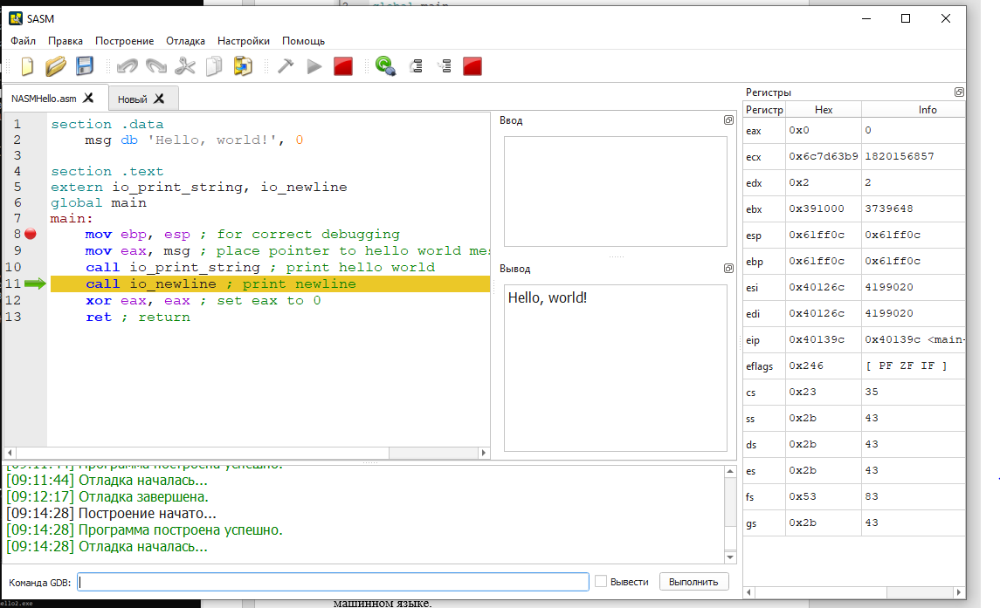 SASM
Файл Правка Построение Отладка Настройки Помощь
NASMHello.asm Новый
1 section .data
2 msg db 'Hello, world!', 0
3
4 section .text
5 extern io_print_string, io_newline
6 global main
7 main:
8 mov ebp, esp ; for correct debugging
9 mov eax, msg ; place pointer to hello world mes
10 call io_print_string ; print hello world
11 call io_newline ; print newline
12 xor eax, eax ; set eax to 0
13 ret ; return
Ввод
Вывод
Hello, world!
Регистры
Регистр Hex Info
eax 0x0 0
ecx 0x6c7d63b9 1820156857
edx 0x2 2
ebx 0x391000 3739648
esp 0x61ff0c 0x61ff0c
ebp 0x61ff0c 0x61ff0c
esi 0x40126c 4199020
edi 0x40126c 4199020
eip 0x40139c 0x40139c <main-
eflags 0x246 [ PF ZF IF ]
cs 0x23 35
ss 0x2b 43
ds 0x2b 43
es 0x2b 43
fs 0x53 83
gs 0x2b 43
[09:11:44] Программа построена успешно.
[09:11:44] Отладка началась...
[09:12:17] Отладка завершена.
[09:14:28] Построение начато...
[09:14:28] Программа построена успешно.
[09:14:28] Отладка началась...
Команда GDB: Вывести Выполнить
ello2.exe
машинном языке.